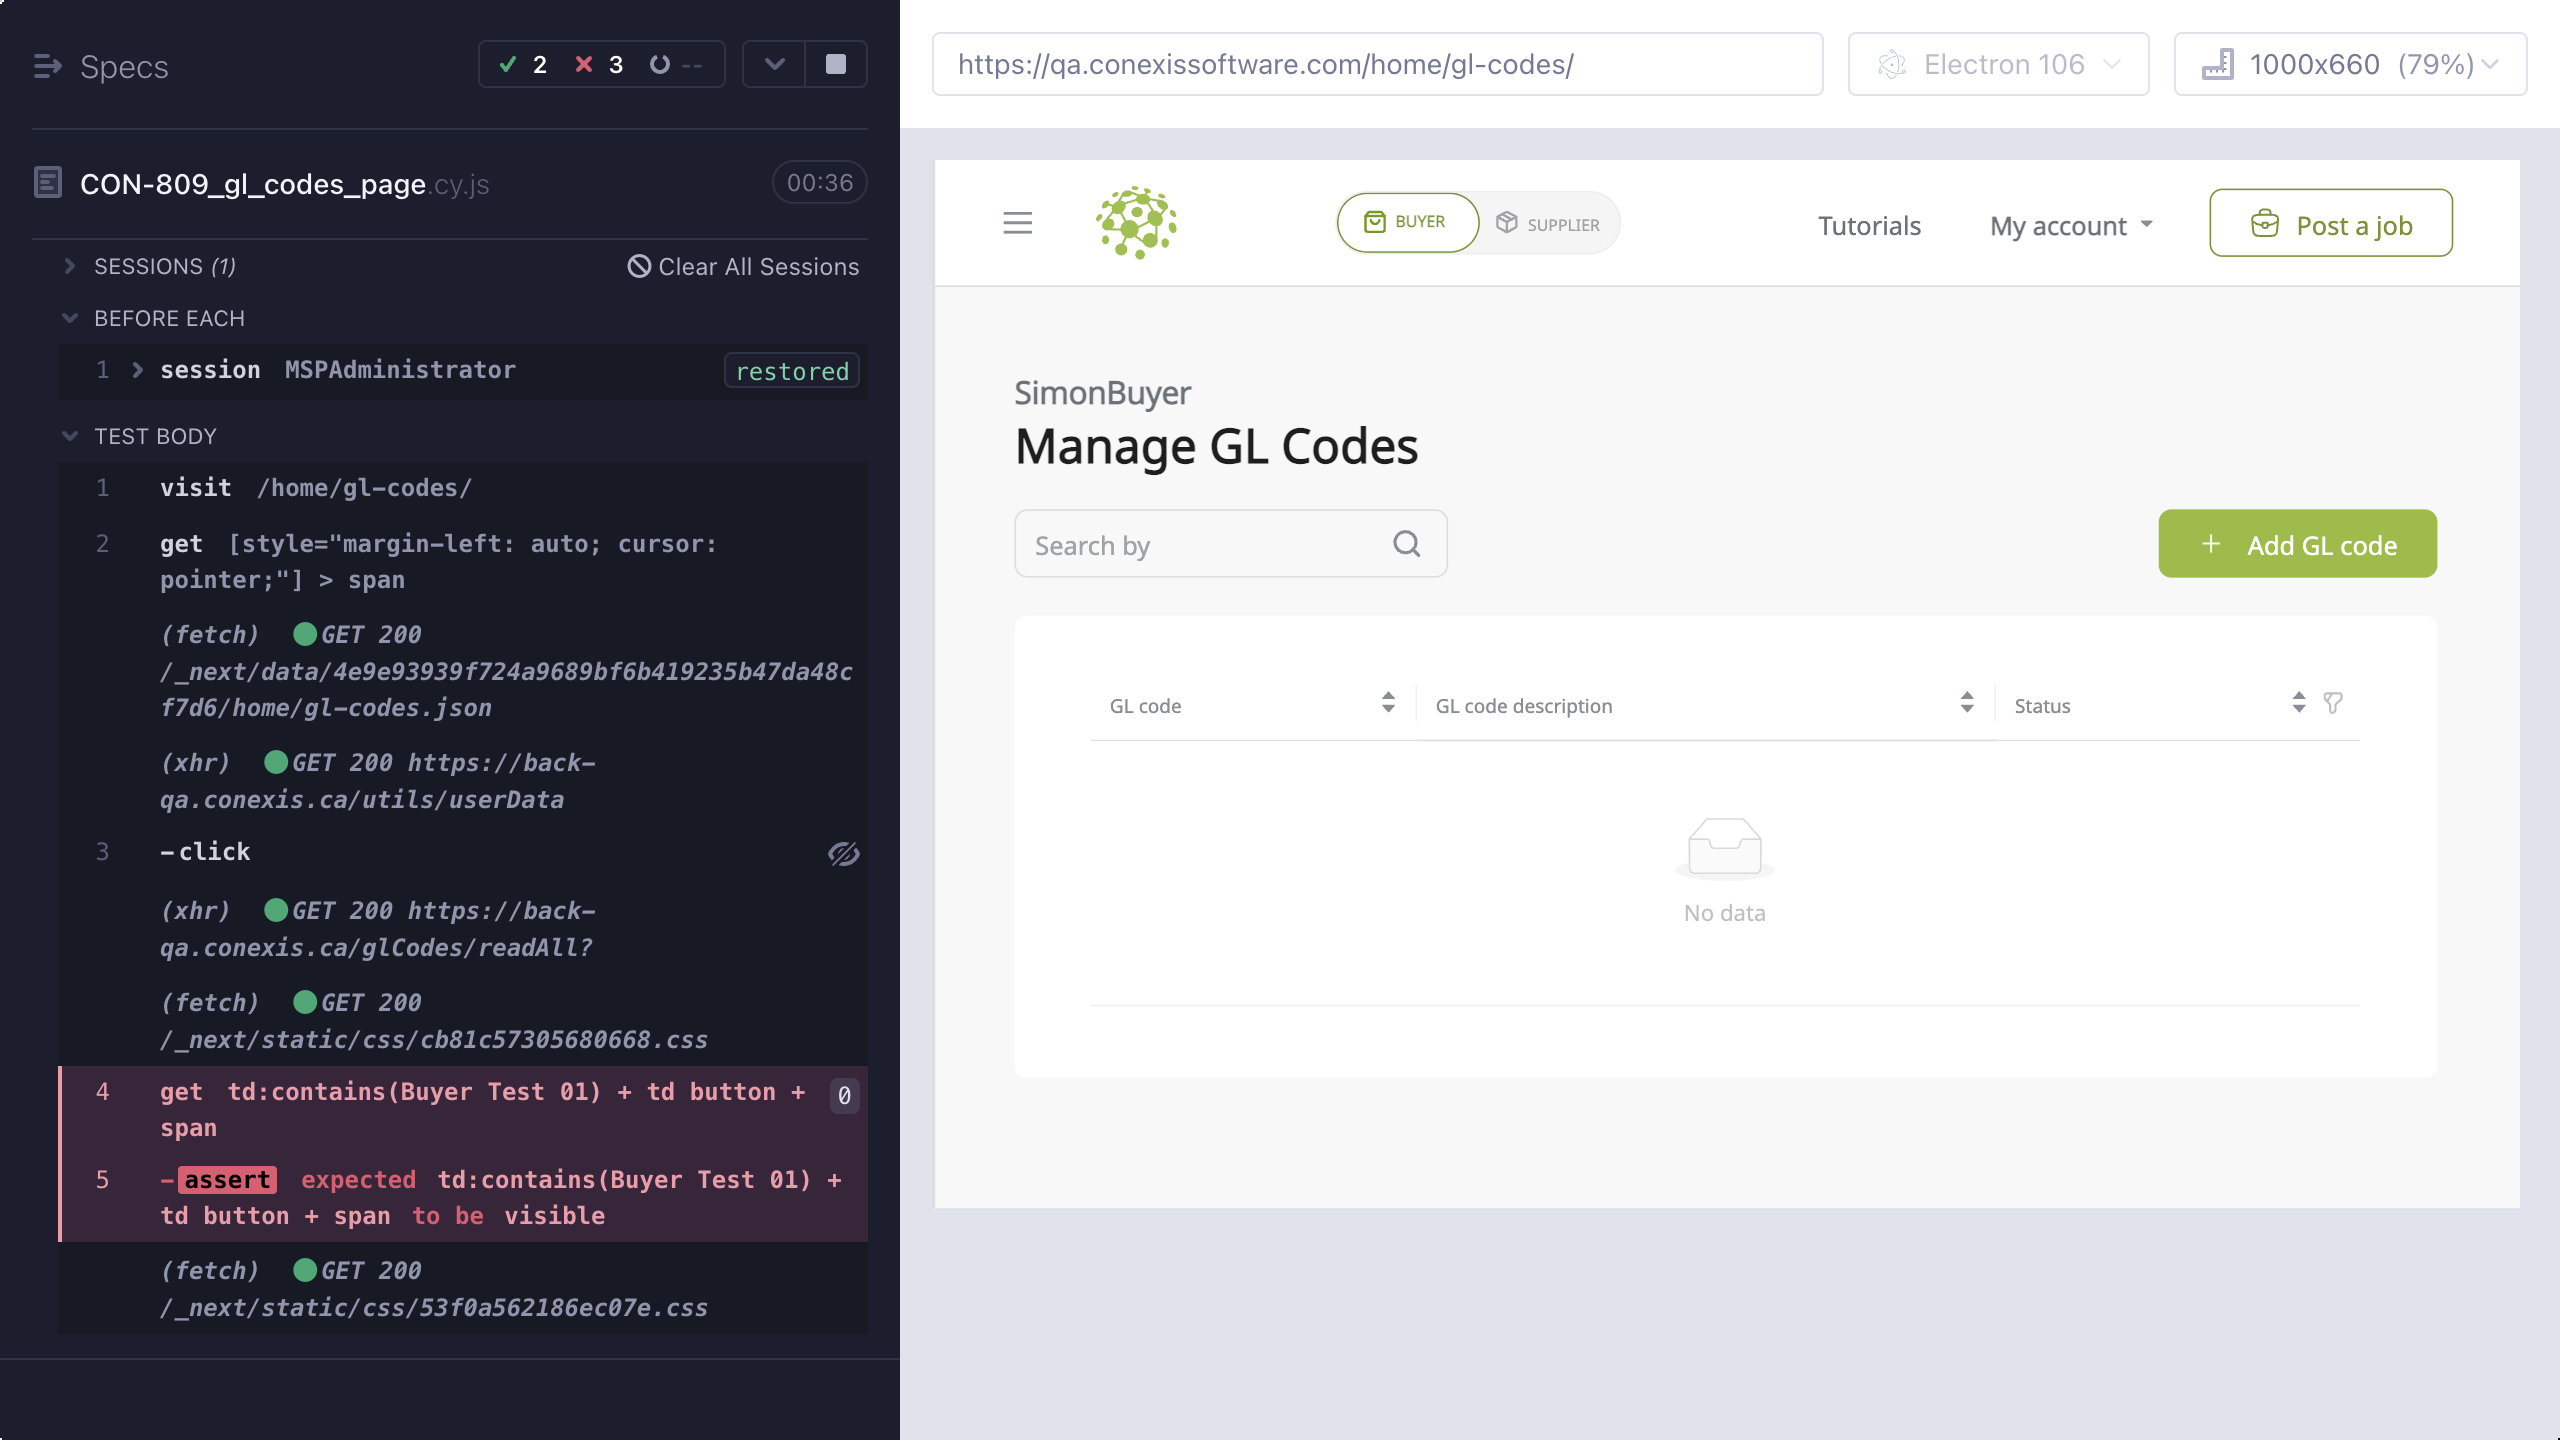 Specs
2 3 --
CON-809_gl_codes_page.cy.js 00:36
SESSIONS (1) Clear All Sessions
BEFORE EACH
1 session MSPAdministrator restored
TEST BODY
1 visit /home/gl-codes/
2 get [style="margin-left: auto; cursor:
pointer;"] > span
(fetch) GET 200
/_next/data/4e9e93939f724a9689bf6b419235b47da48c
f7d6/home/gl-codes.json
(xhr) GET 200 https://back-
qa.conexis.ca/utils/userData
3 -click
(xhr) GET 200 https://back-
qa.conexis.ca/glCodes/readAll?
(fetch) GET 200
/_next/static/css/cb81c57305680668.css
4 get td:contains(Buyer Test 01) + td button + 0
span
5 -assert expected td:contains(Buyer Test 01) +
td button + span to be visible
(fetch) GET 200
/_next/static/css/53f0a562186ec07e.css
https://qa.conexissoftware.com/home/gl-codes/ Electron 106 1000x660 (79%)
BUYER SUPPLIER Tutorials My account Post a job
SimonBuyer
Manage GL Codes
Search by + Add GL code
GL code GL code description Status
No data